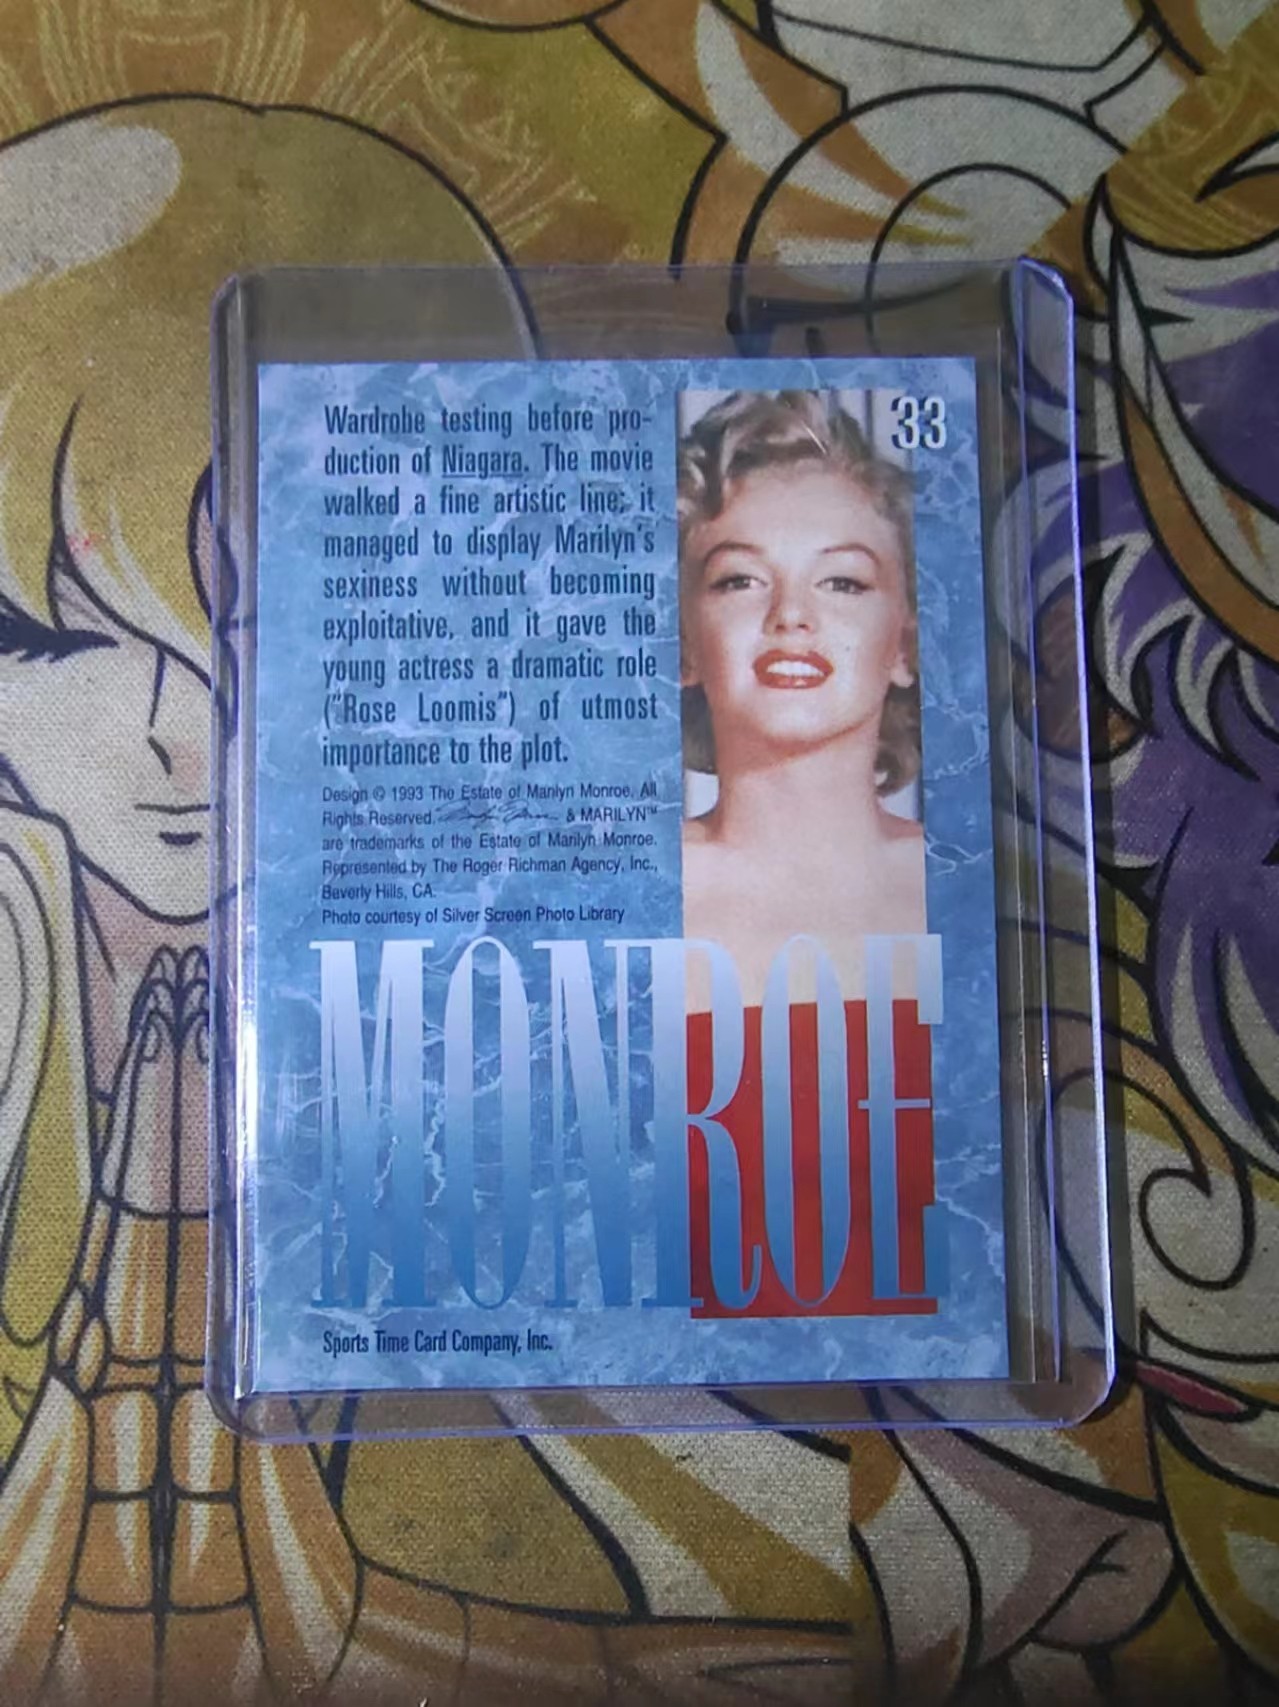 33
Wardrobe testing before pro-
duction of Niagara. The movie
walked a fine artistic line; it
managed to display Marilyn's
sexiness without becoming
exploitative, and it gave the
young actress a dramatic role
("Rose Loomis") of utmost
importance to the plot.
Design © 1993 The Estate of Marilyn Monroe. All
Rights Reserved. Marilyn Monroe & MARILYN™
are trademarks of the Estate of Marilyn Monroe.
Represented by The Roger Richman Agency, Inc.,
Beverly Hills, CA.
Photo courtesy of Silver Screen Photo Library
MONROE
Sports Time Card Company, Inc.